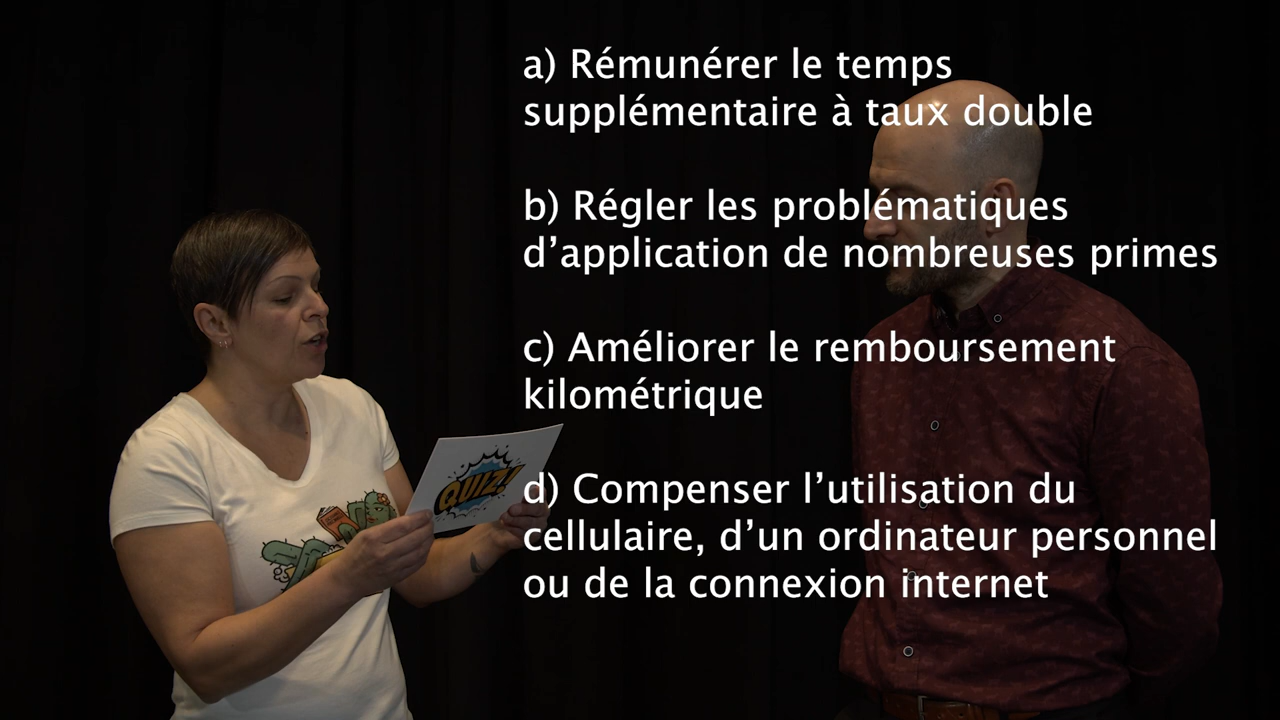 a) Rémunérer le temps
supplémentaire à taux double
b) Régler les problématiques
d’application de nombreuses primes
c) Améliorer le remboursement
kilométrique
QUIZ!
d) Compenser l’utilisation du
cellulaire, d’un ordinateur personnel
ou de la connexion internet